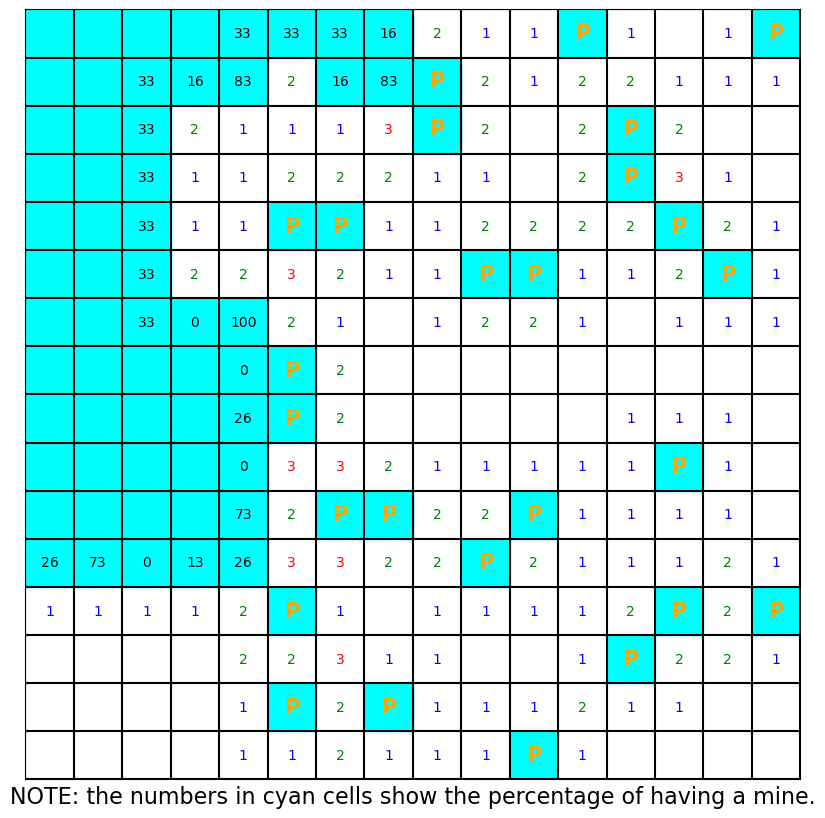 33 33 33 16 2 1 1 P 1 1 P
33 16 83 2 16 83 P 2 1 2 2 1 1 1
33 2 1 1 1 3 P 2 2 P 2
33 1 1 2 2 2 1 1 2 P 3 1
33 1 1 P P 1 1 2 2 2 2 P 2 1
33 2 2 3 2 1 1 P P 1 1 2 P 1
33 0 100 2 1 1 2 2 1 1 1 1
0 P 2
26 P 2 1 1 1
0 3 3 2 1 1 1 1 1 P 1
73 2 P P 2 2 P 1 1 1 1
26 73 0 13 26 3 3 2 2 P 2 1 1 1 2 1
1 1 1 1 2 P 1 1 1 1 1 2 P 2 P
2 2 3 1 1 1 P 2 2 1
1 P 2 P 1 1 1 2 1 1
1 1 2 1 1 1 P 1
NOTE: the numbers in cyan cells show the percentage of having a mine.